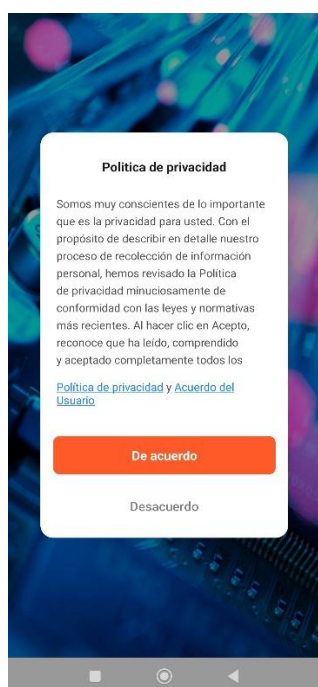 Politica de privacidad
Somos muy conscientes de lo importante
que es la privacidad para usted. Con el
propósito de describir en detalle nuestro
proceso de recolección de información
personal, hemos revisado la Política
de privacidad minuciosamente de
conformidad con las leyes y normativas
más recientes. Al hacer clic en Acepto,
reconoce que ha leído, comprendido
y aceptado completamente todos los
Política de privacidad y Acuerdo del
Usuario
De acuerdo
Desacuerdo